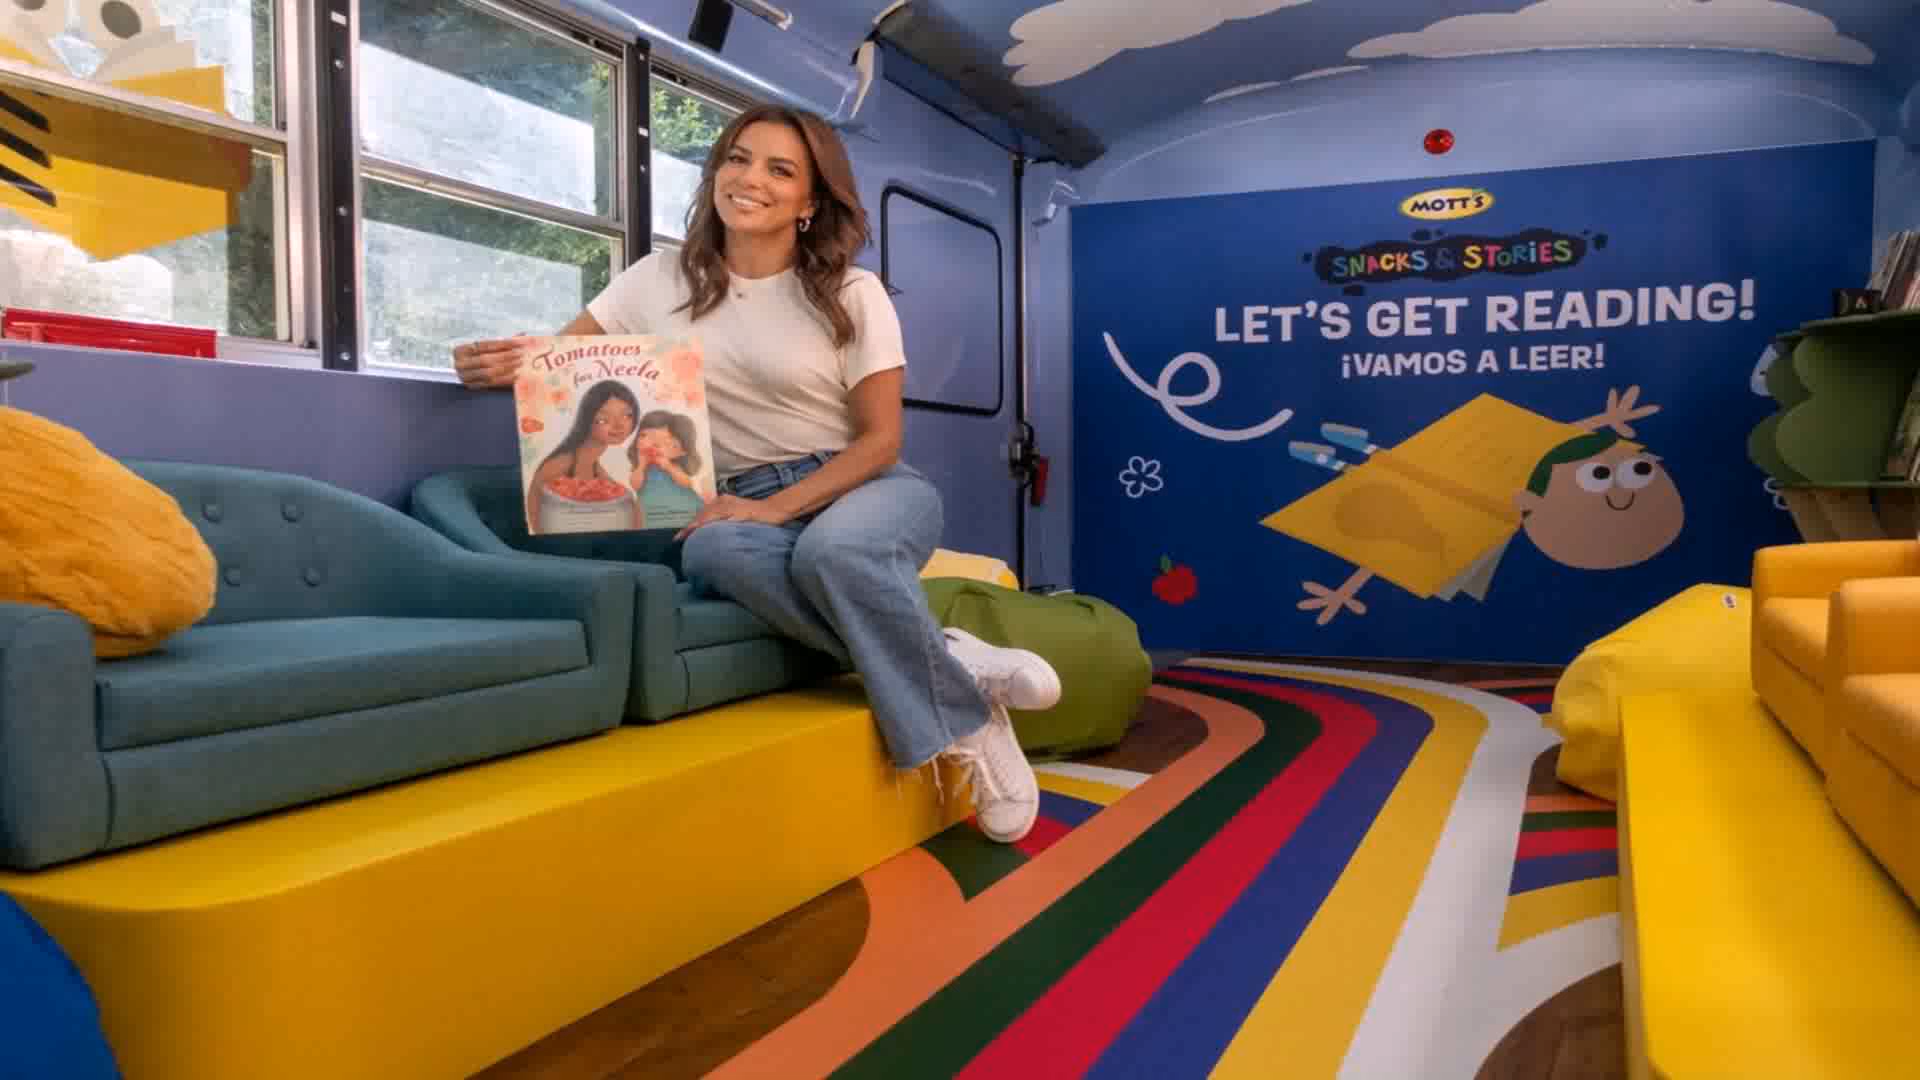 Tomatoes
for Neela
MOTT'S
SNACKS & STORIES
LET'S GET READING!
¡VAMOS A LEER!